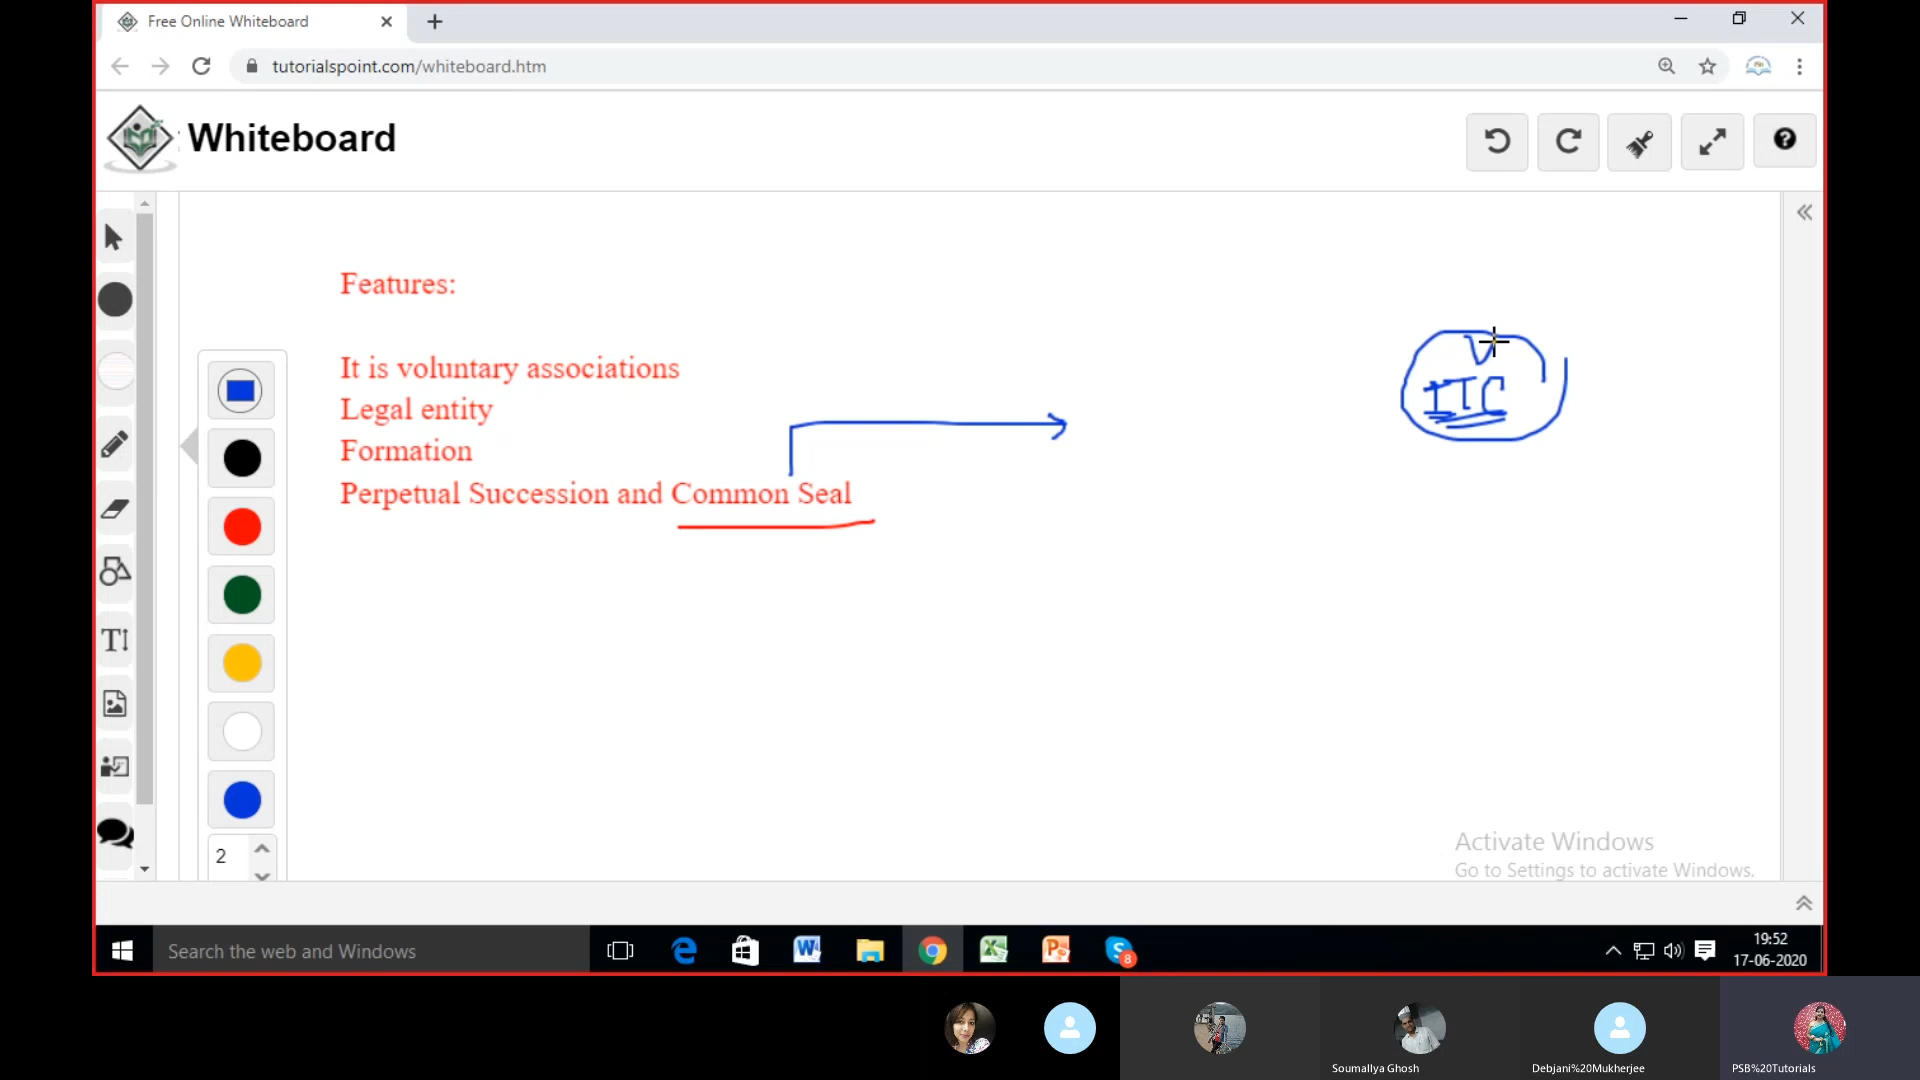 Free Online Whiteboard
tutorialspoint.com/whiteboard.htm
Whiteboard
Features:
It is voluntary associations
Legal entity
Formation
Perpetual Succession and Common Seal
V
ITC
T
2
Activate Windows
Go to Settings to activate Windows.
Search the web and Windows
8
19:52
17-06-2020
Soumallya Ghosh
Debjani%20Mukherjee
PSB%20Tutorials